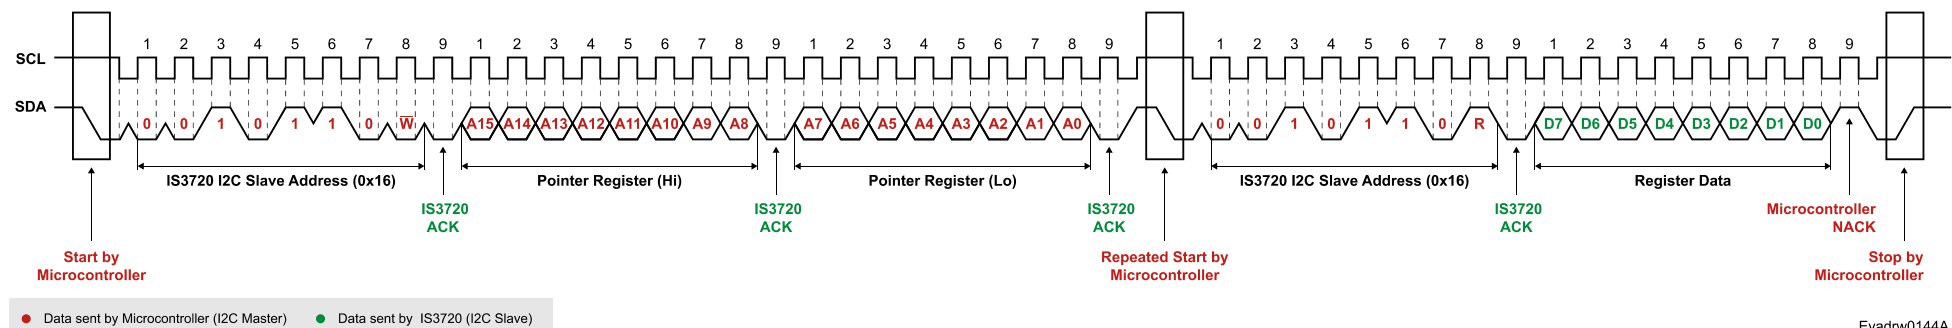 1 2 3 4 5 6 7 8 9 1 2 3 4 5 6 7 8 9 1 2 3 4 5 6 7 8 9 1 2 3 4 5 6 7 8 9 1 2 3 4 5 6 7 8 9
SCL
SDA
0 0 1 0 1 1 0 W̅ A15 A14 A13 A12 A11 A10 A9 A8 A7 A6 A5 A4 A3 A2 A1 A0 0 0 1 0 1 1 0 R D7 D6 D5 D4 D3 D2 D1 D0
IS3720 I2C Slave Address (0x16) Pointer Register (Hi) Pointer Register (Lo) IS3720 I2C Slave Address (0x16) Register Data
IS3720
ACK
IS3720
ACK
IS3720
ACK
IS3720
ACK
Microcontroller
NACK
Start by
Microcontroller
Repeated Start by
Microcontroller
Stop by
Microcontroller
Data sent by Microcontroller (I2C Master) Data sent by IS3720 (I2C Slave)
Evadrw0144A